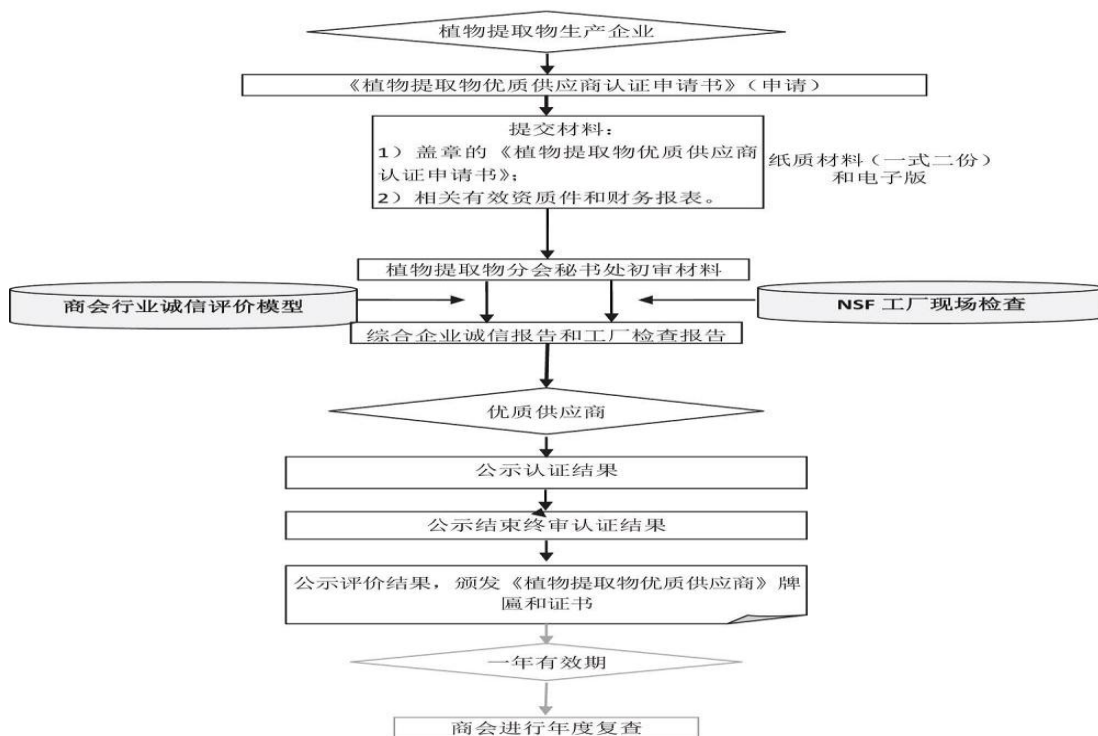 植物提取物生产企业
《植物提取物优质供应商认证申请书》（申请）
提交材料：
1）盖章的《植物提取物优质供应商
认证申请书》；
2）相关有效资质件和财务报表。
纸质材料（一式二份）
和电子版
植物提取物分会秘书处初审材料
商会行业诚信评价模型
NSF 工厂现场检查
综合企业诚信报告和工厂检查报告
优质供应商
公示认证结果
公示结束终审认证结果
公示评价结果，颁发《植物提取物优质供应商》牌
匾和证书
一年有效期
商会进行年度复查